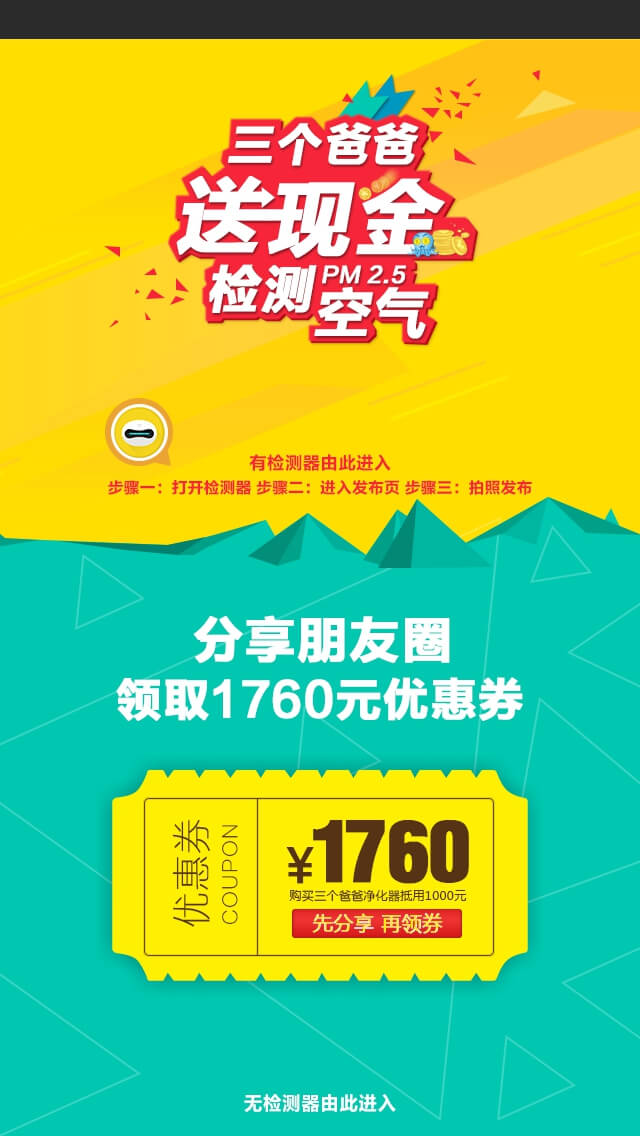 三个爸爸
送现金
检测PM 2.5
空气
有检测器由此进入
步骤一：打开检测器 步骤二：进入发布页 步骤三：拍照发布
分享朋友圈
领取1760元优惠券
优惠券
COUPON
¥1760
购买三个爸爸净化器抵用1000元
先分享 再领券
无检测器由此进入